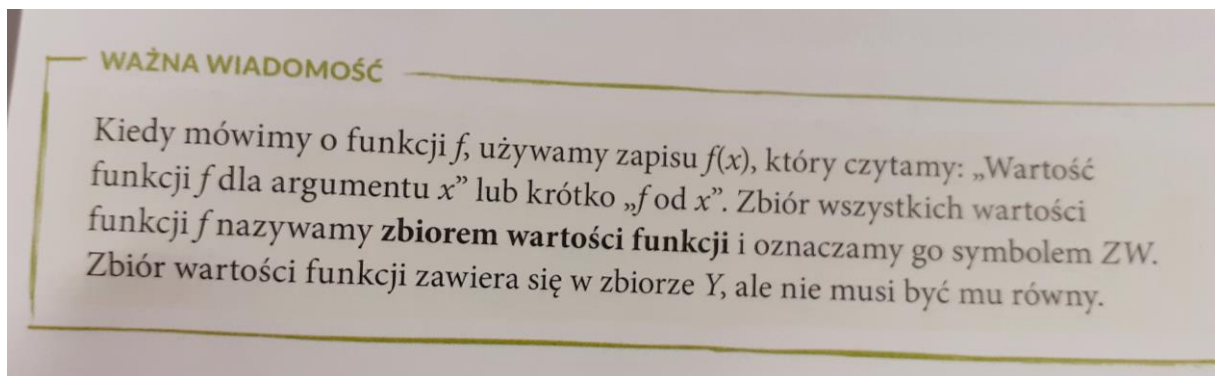 WAŻNA WIADOMOŚĆ
Kiedy mówimy o funkcji f, używamy zapisu f(x), który czytamy: „Wartość
funkcji f dla argumentu x” lub krótko „f od x”. Zbiór wszystkich wartości
funkcji f nazywamy zbiorem wartości funkcji i oznaczamy go symbolem ZW.
Zbiór wartości funkcji zawiera się w zbiorze Y, ale nie musi być mu równy.